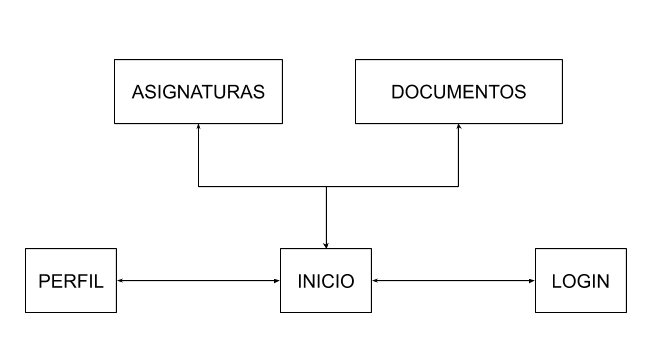 ASIGNATURAS
DOCUMENTOS
PERFIL
INICIO
LOGIN